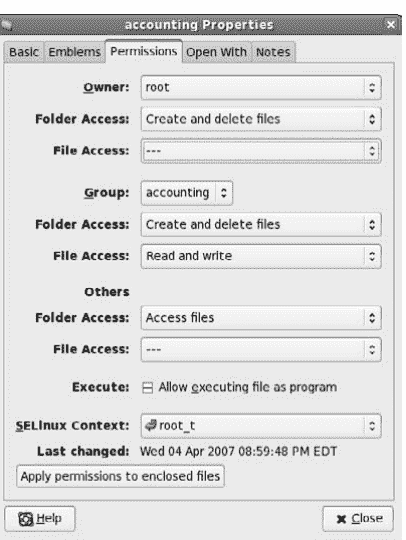 accounting Properties
Basic Emblems Permissions Open With Notes
Owner: root
Folder Access: Create and delete files
File Access: ---
Group: accounting
Folder Access: Create and delete files
File Access: Read and write
Others
Folder Access: Access files
File Access: ---
Execute: Allow executing file as program
SELinux Context: root_t
Last changed: Wed 04 Apr 2007 08:59:48 PM EDT
Apply permissions to enclosed files
Help Close